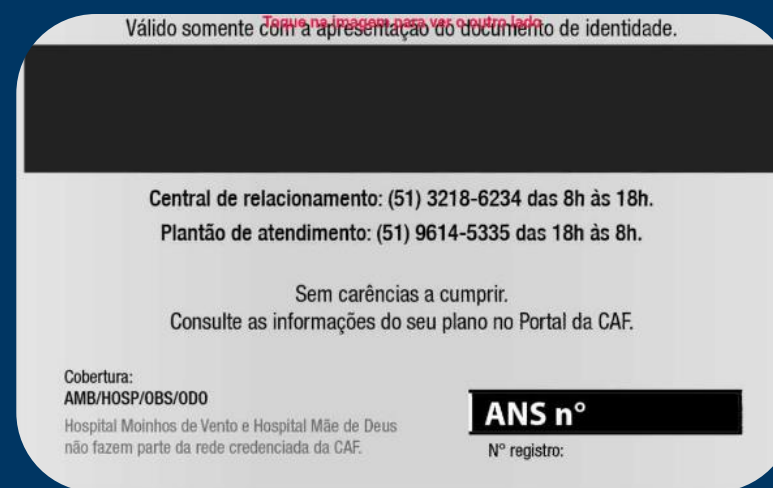 Toque na imagem para ver o outro lado
Válido somente com a apresentação do documento de identidade.
Central de relacionamento: (51) 3218-6234 das 8h às 18h.
Plantão de atendimento: (51) 9614-5335 das 18h às 8h.
Sem carências a cumprir.
Consulte as informações do seu plano no Portal da CAF.
Cobertura:
AMB/HOSP/OBS/ODO
Hospital Moinhos de Vento e Hospital Mãe de Deus
não fazem parte da rede credenciada da CAF.
ANS n°
N° registro: